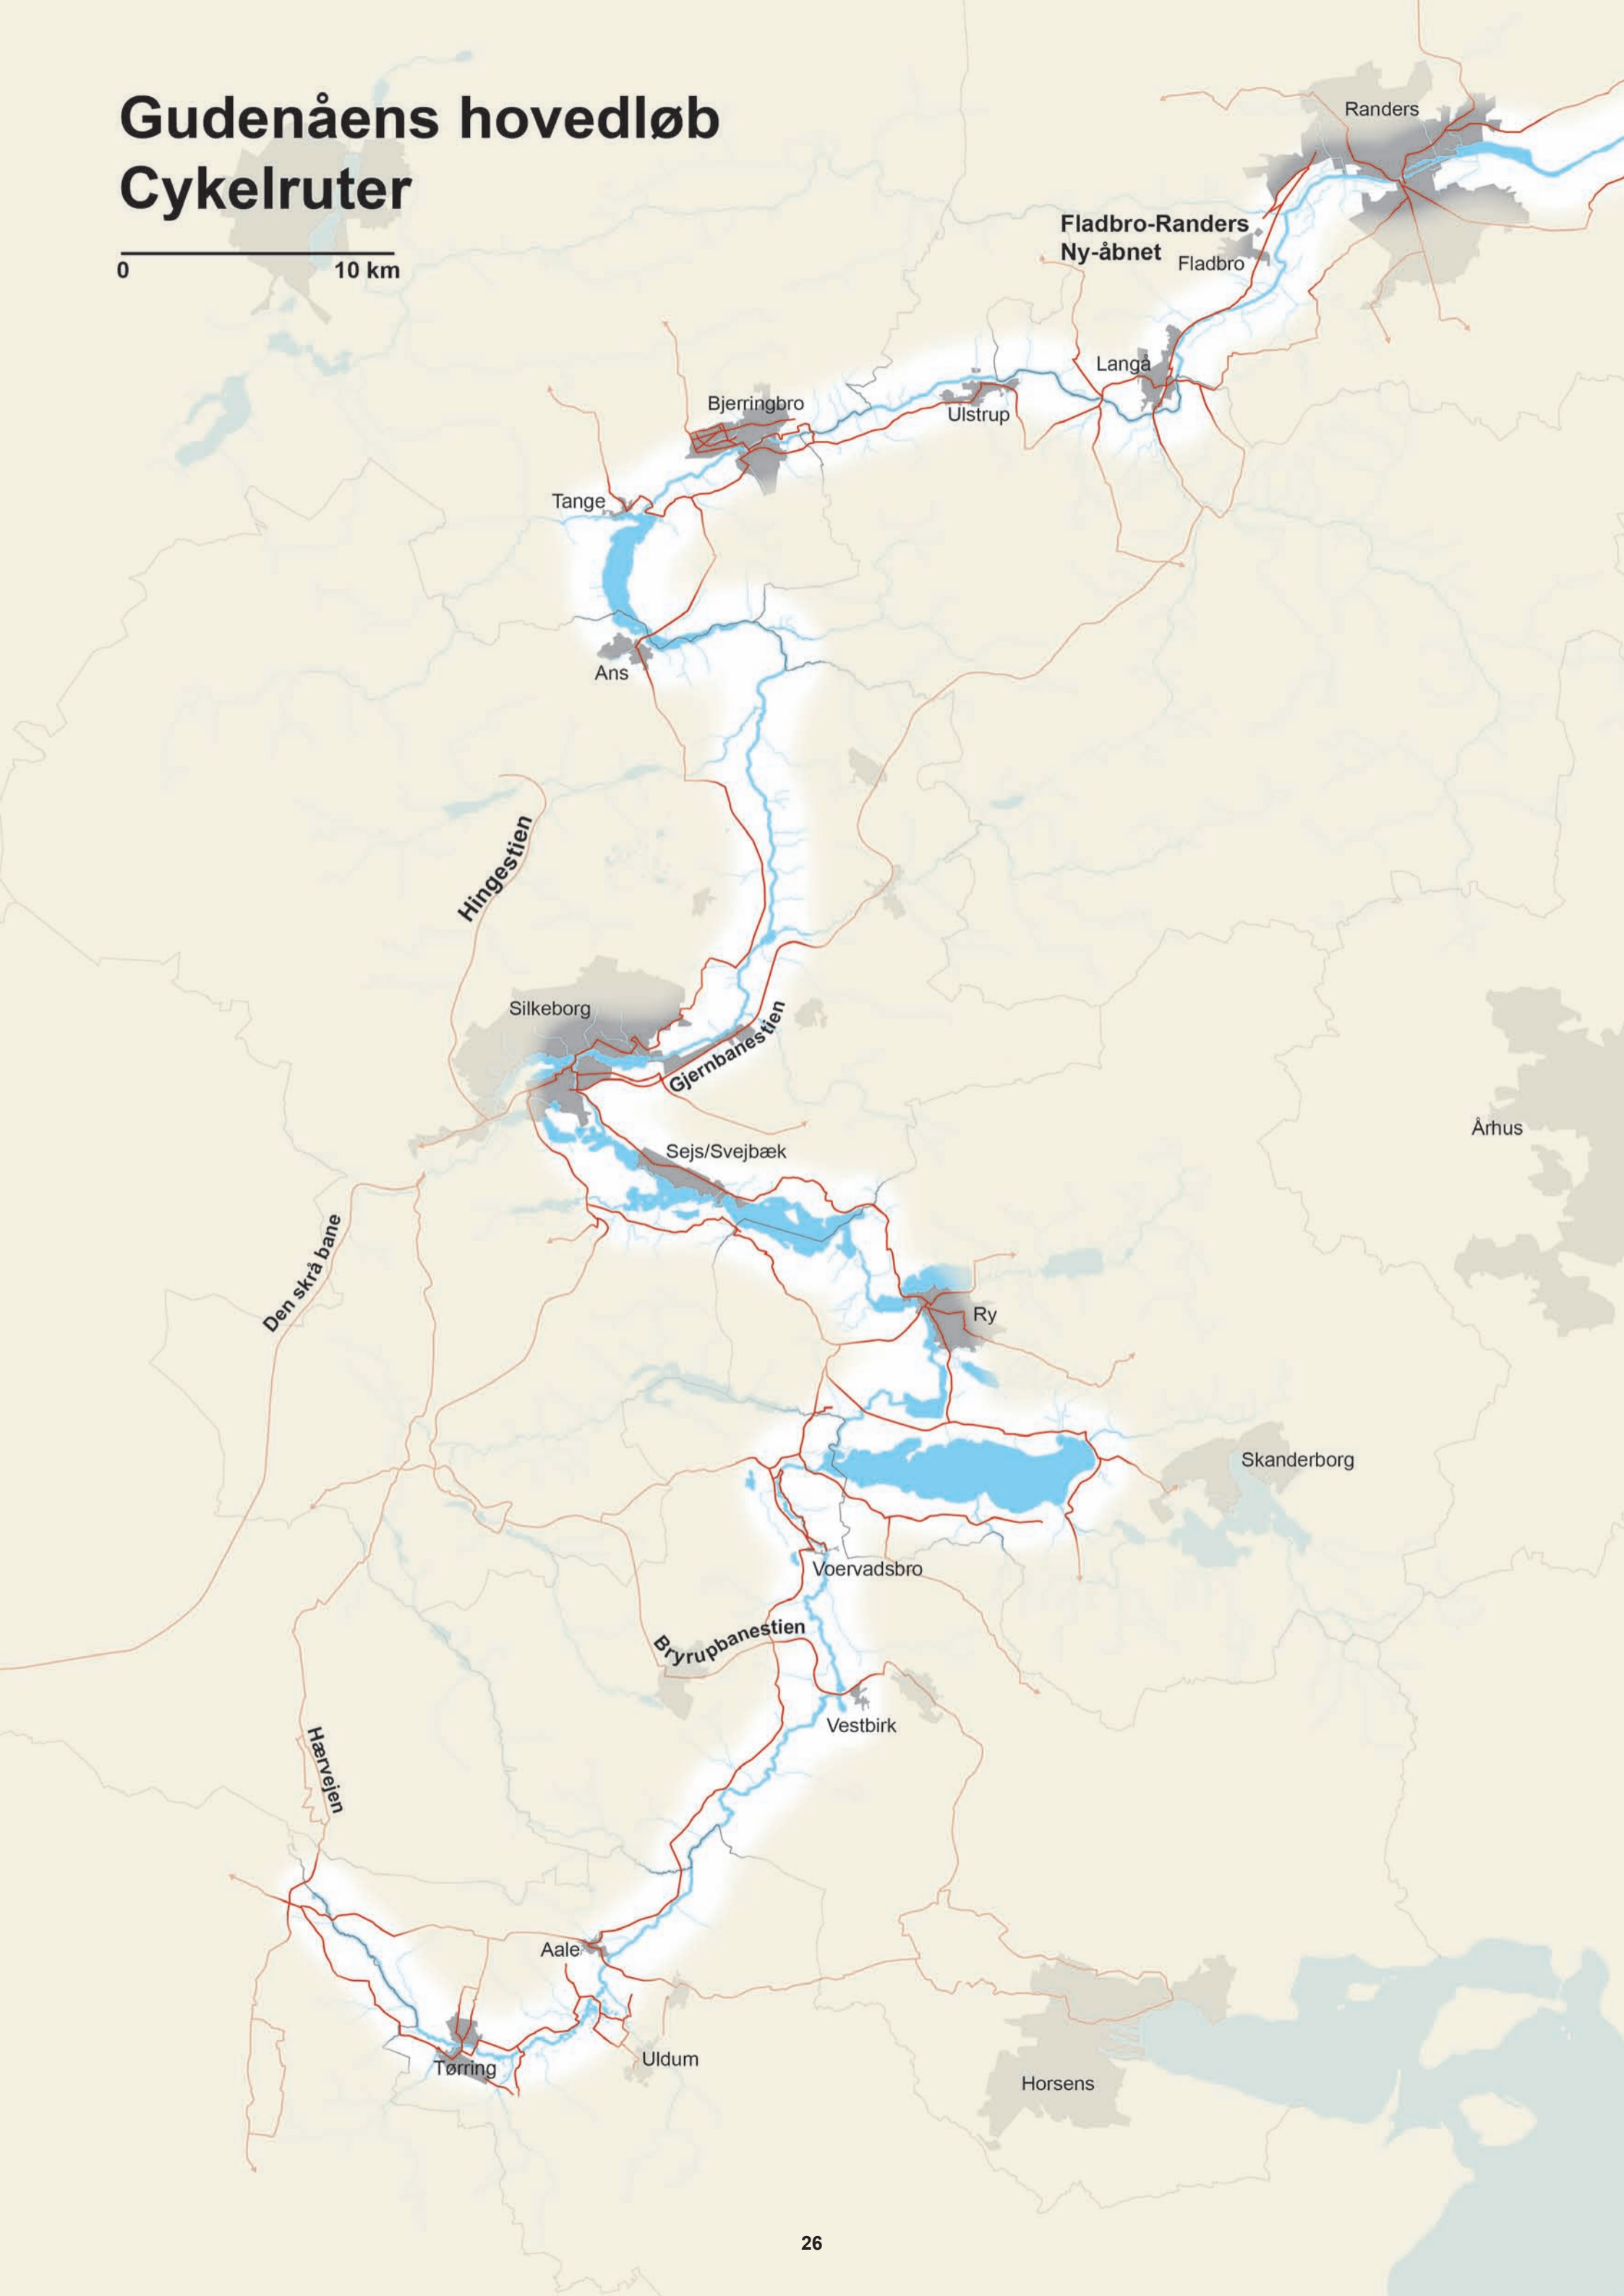 Gudenåens hovedløb
Cykelruter
0 10 km
Randers
Fladbro-Randers
Ny-åbnet
Fladbro
Langå
Ulstrup
Bjerringbro
Tange
Ans
Hingestien
Silkeborg
Gjernbanestien
Århus
Sejs/Svejbæk
Den skrå bane
Ry
Skanderborg
Voervadsbro
Bryrupbanestien
Vestbirk
Hærvejen
Aale
Uldum
Tørring
Horsens
26